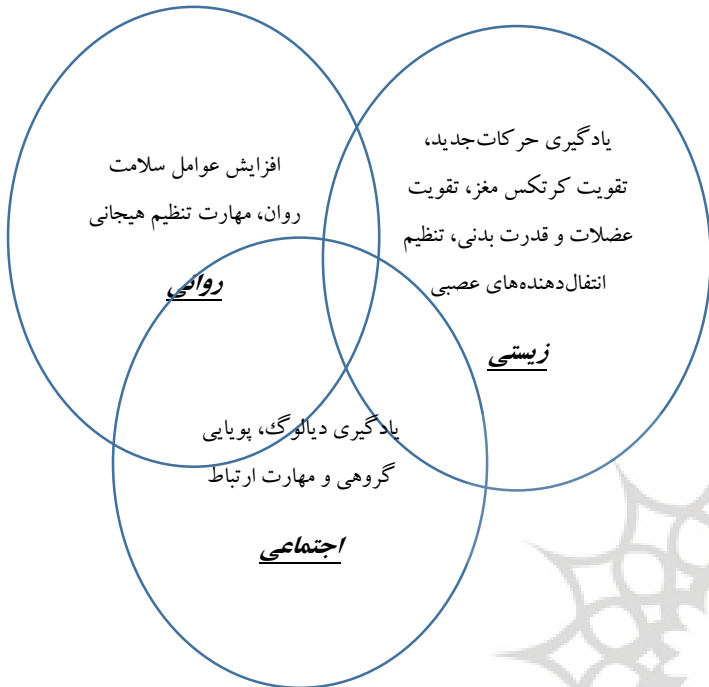 یادگیری حرکات‌جدید،
تقویت کرتکس مغز، تقویت
عضلات و قدرت بدنی، تنظیم
انتقال‌دهنده‌های عصبی
زیستی
افزایش عوامل سلامت
روان، مهارت تنظیم هیجانی
روانی
یادگیری دیالوگ، پویایی
گروهی و مهارت ارتباط
اجتماعی